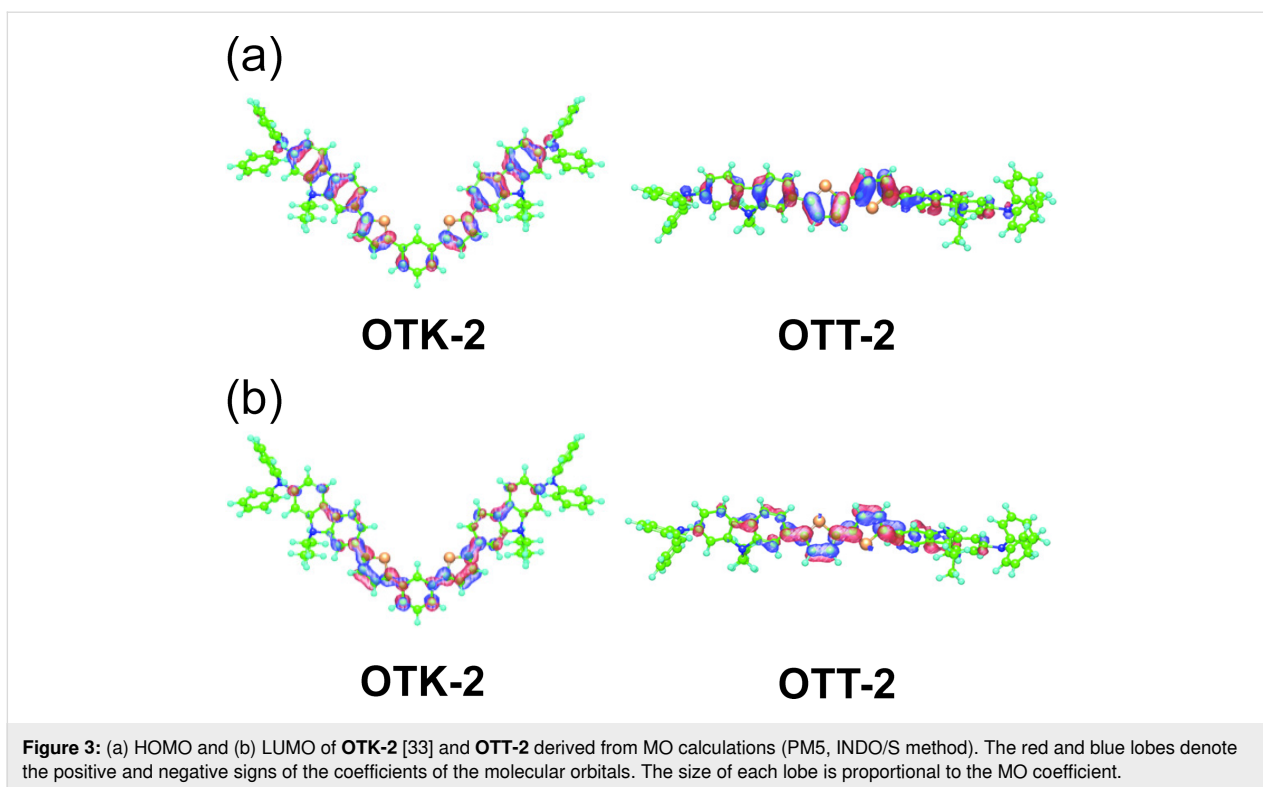 (a)
OTK-2 OTT-2
(b)
OTK-2 OTT-2
Figure 3: (a) HOMO and (b) LUMO of OTK-2 [33] and OTT-2 derived from MO calculations (PM5, INDO/S method). The red and blue lobes denote
the positive and negative signs of the coefficients of the molecular orbitals. The size of each lobe is proportional to the MO coefficient.